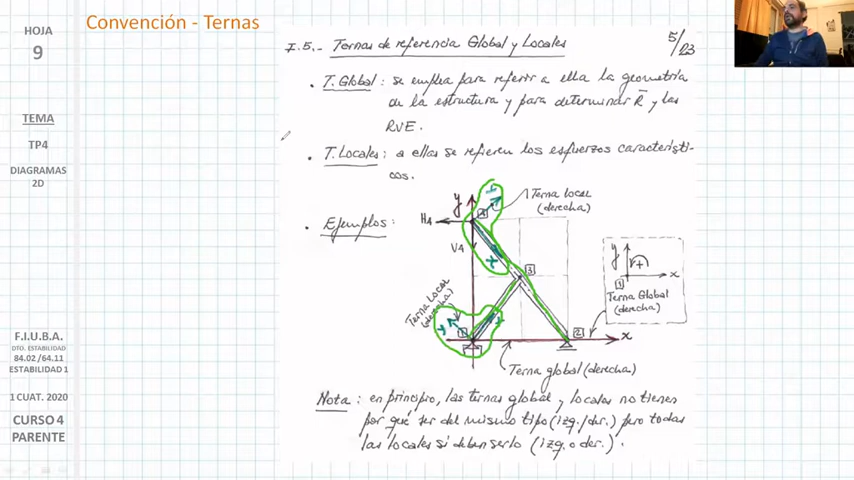 HOJA
9
TEMA
TP4
DIAGRAMAS
2D
F.I.U.B.A.
DTO. ESTABILIDAD
84.02 / 64.11
ESTABILIDAD 1
1 CUAT. 2020
CURSO 4
PARENTE
Convención - Ternas
I.5.- Ternas de referencia Global y Locales
5/23
• T. Global: se emplea para referir a ella la geometría
de la estructura y para determinar R y las
RVE.
• T. Locales: a ellas se refieren los esfuerzos característi-
cos.
• Ejemplos:
y
x
4
Terna local
(derecha)
H4
V4
x
3
y
+
x
1
Terna Global
(derecha)
Terna Local
(derecha)
y
x
2
x
Terna global (derecha)
Nota: en principio, las ternas global y locales no tienen
por qué ser del mismo tipo (izq./der.) pero todas
las locales sí deben serlo (izq. o der.).